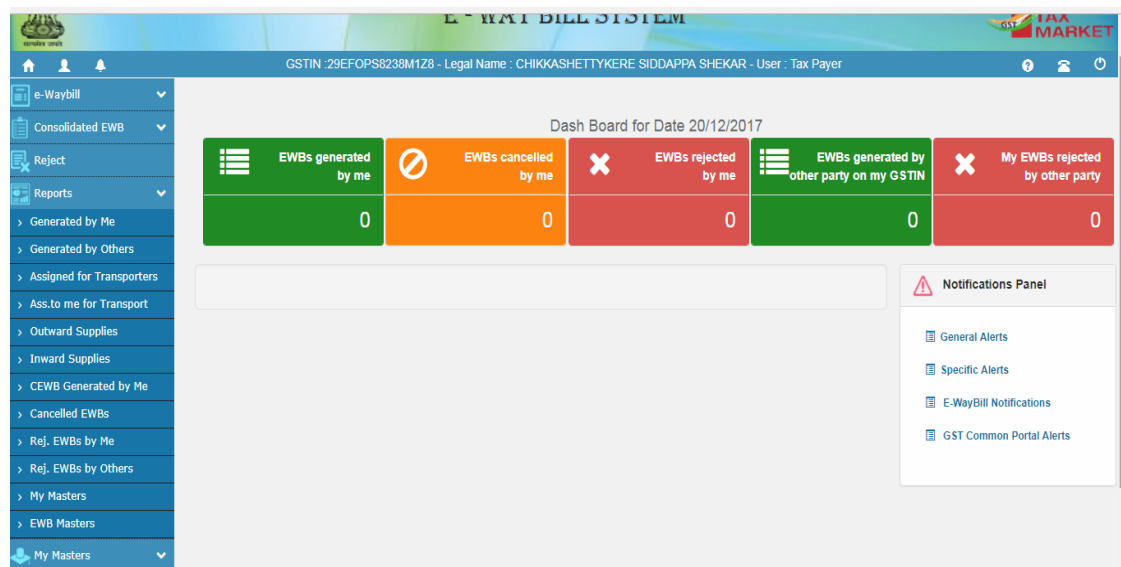 E - WAY BILL SYSTEM
सत्यमेव जयते
GST TAX
MARKET
GSTIN :29EFOPS8238M1Z8 - Legal Name : CHIKKASHETTYKERE SIDDAPPA SHEKAR - User : Tax Payer
e-Waybill
Consolidated EWB
Reject
Reports
Generated by Me
Generated by Others
Assigned for Transporters
Ass.to me for Transport
Outward Supplies
Inward Supplies
CEWB Generated by Me
Cancelled EWBs
Rej. EWBs by Me
Rej. EWBs by Others
My Masters
EWB Masters
My Masters
Dash Board for Date 20/12/2017
EWBs generated
by me
0
EWBs cancelled
by me
0
EWBs rejected
by me
0
EWBs generated by
other party on my GSTIN
0
My EWBs rejected
by other party
0
Notifications Panel
General Alerts
Specific Alerts
E-WayBill Notifications
GST Common Portal Alerts